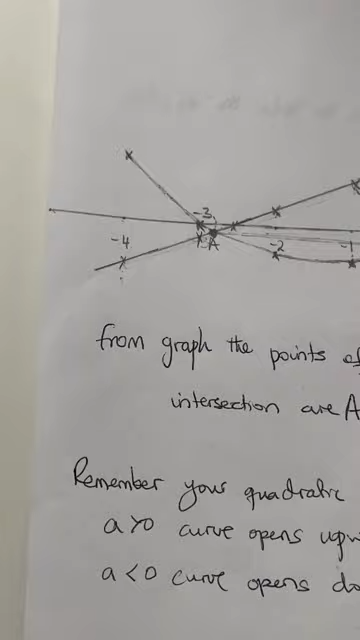 -3
-4 A -2 -1
from graph the points of
intersection are A
Remember your quadratic
a>0 curve opens upw
a<0 curve opens do